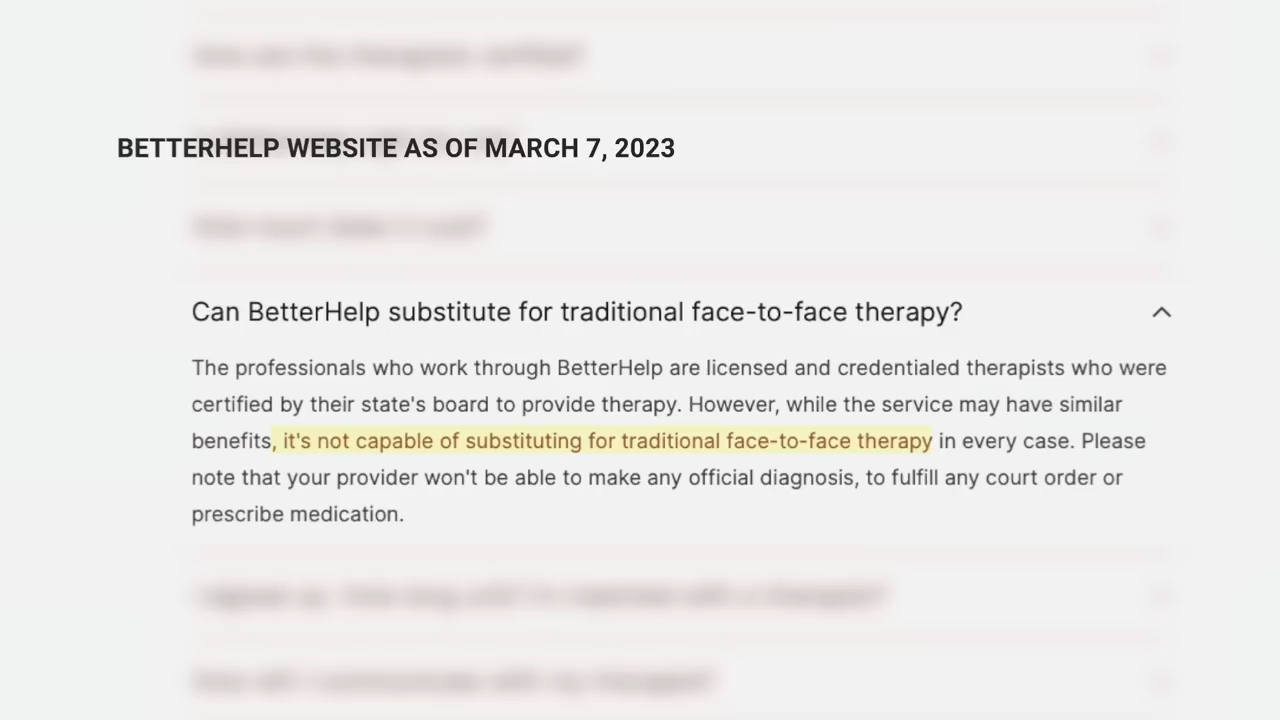 BETTERHELP WEBSITE AS OF MARCH 7, 2023
Can BetterHelp substitute for traditional face-to-face therapy?
The professionals who work through BetterHelp are licensed and credentialed therapists who were
certified by their state's board to provide therapy. However, while the service may have similar
benefits, it's not capable of substituting for traditional face-to-face therapy in every case. Please
note that your provider won't be able to make any official diagnosis, to fulfill any court order or
prescribe medication.